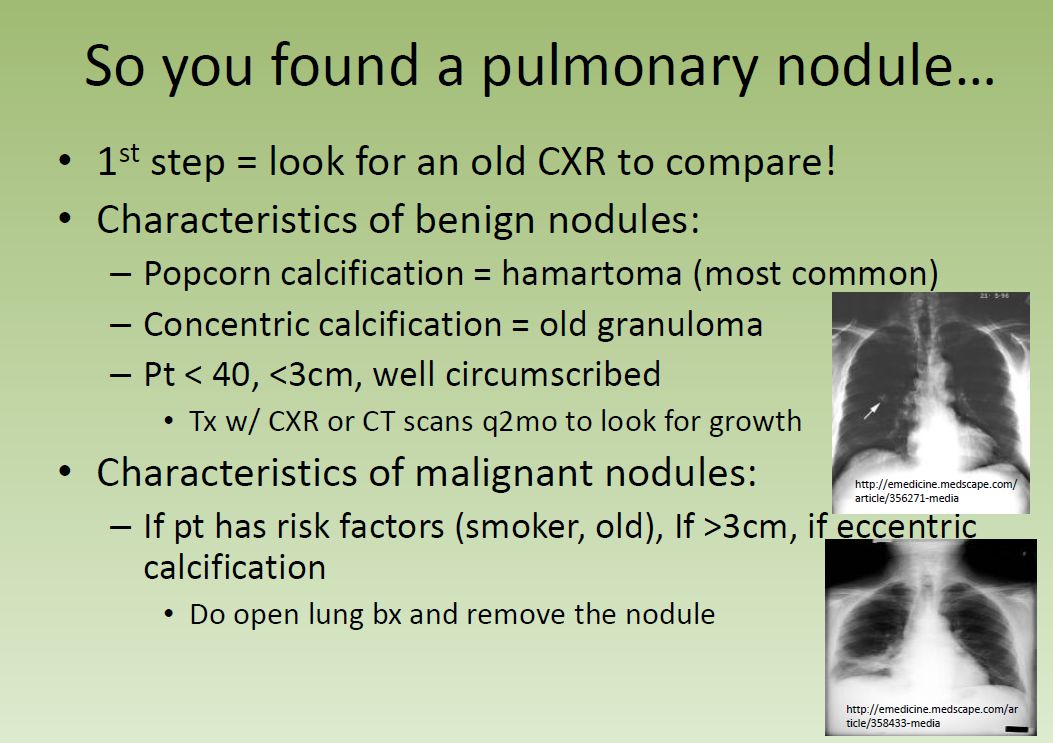 So you found a pulmonary nodule…
• 1st step = look for an old CXR to compare!
• Characteristics of benign nodules:
– Popcorn calcification = hamartoma (most common)
– Concentric calcification = old granuloma
– Pt < 40, <3cm, well circumscribed
• Tx w/ CXR or CT scans q2mo to look for growth
• Characteristics of malignant nodules:
– If pt has risk factors (smoker, old), If >3cm, if eccentric
calcification
• Do open lung bx and remove the nodule
21· 5-96
http://emedicine.medscape.com/
article/356271-media
http://emedicine.medscape.com/ar
ticle/358433-media